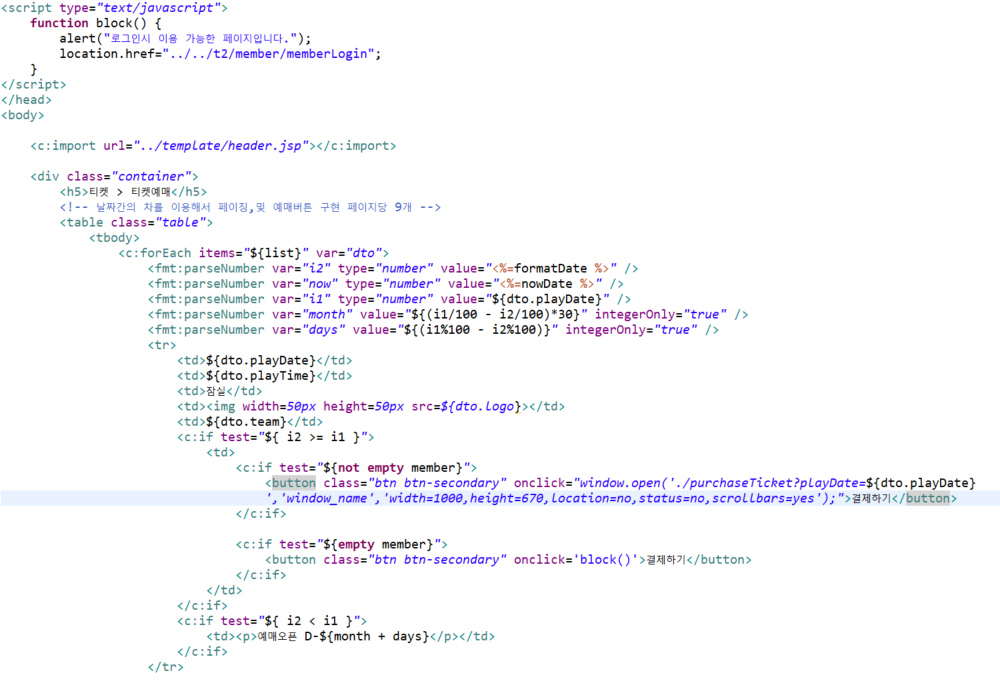 <script type="text/javascript">
    function block() {
        alert("로그인시 이용 가능한 페이지입니다.");
        location.href="../../t2/member/memberLogin";
    }
</script>
</head>
<body>

    <c:import url="../template/header.jsp"></c:import>

    <div class="container">
        <h5>티켓 > 티켓예매</h5>
        <!-- 날짜간의 차를 이용해서 페이징,및 예매버튼 구현 페이지당 9개 -->
        <table class="table">
            <tbody>
                <c:forEach items="${list}" var="dto">
                    <fmt:parseNumber var="i2" type="number" value="<%=formatDate %>" />
                    <fmt:parseNumber var="now" type="number" value="<%=nowDate %>" />
                    <fmt:parseNumber var="i1" type="number" value="${dto.playDate}" />
                    <fmt:parseNumber var="month" value="${(i1/100 - i2/100)*30}" integerOnly="true" />
                    <fmt:parseNumber var="days" value="${(i1%100 - i2%100)}" integerOnly="true" />
                    <tr>
                        <td>${dto.playDate}</td>
                        <td>${dto.playTime}</td>
                        <td>잠실</td>
                        <td><img width=50px height=50px src=${dto.logo}></td>
                        <td>${dto.team}</td>
                        <c:if test="${ i2 >= i1 }">
                            <td>
                                <c:if test="${not empty member}">
                                    <button class="btn btn-secondary" onclick="window.open('./purchaseTicket?playDate=${dto.playDate}
                                    ','window_name','width=1000,height=670,location=no,status=no,scrollbars=yes');">결제하기</button>
                                </c:if>

                                <c:if test="${empty member}">
                                    <button class="btn btn-secondary" onclick='block()'>결제하기</button>
                                </c:if>
                            </td>
                        </c:if>
                        <c:if test="${ i2 < i1 }">
                            <td><p>예매오픈 D-${month + days}</p></td>
                        </c:if>
                    </tr>